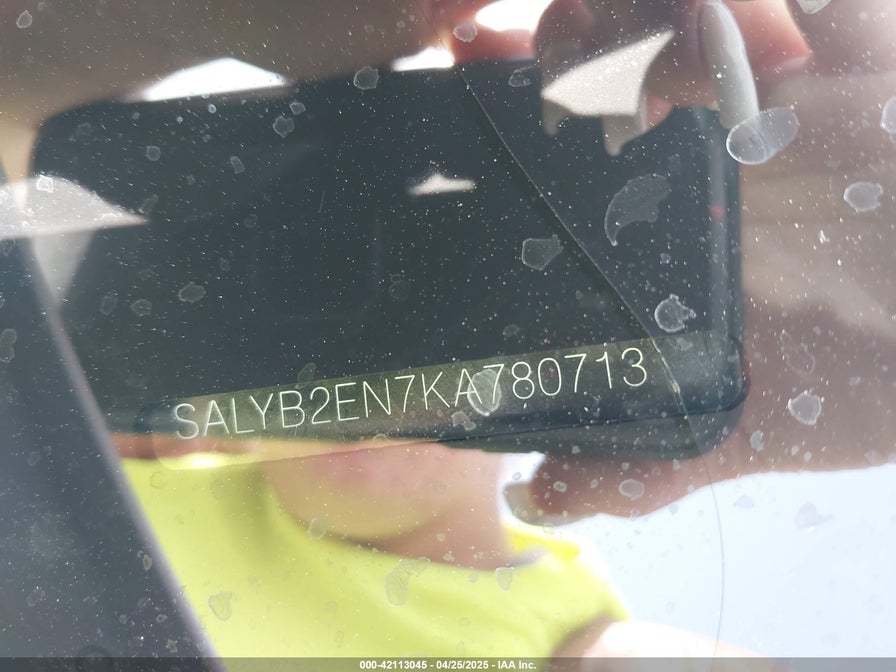 SALYB2EN7KA780713
000-42113045 - 04/25/2025 - IAA Inc.